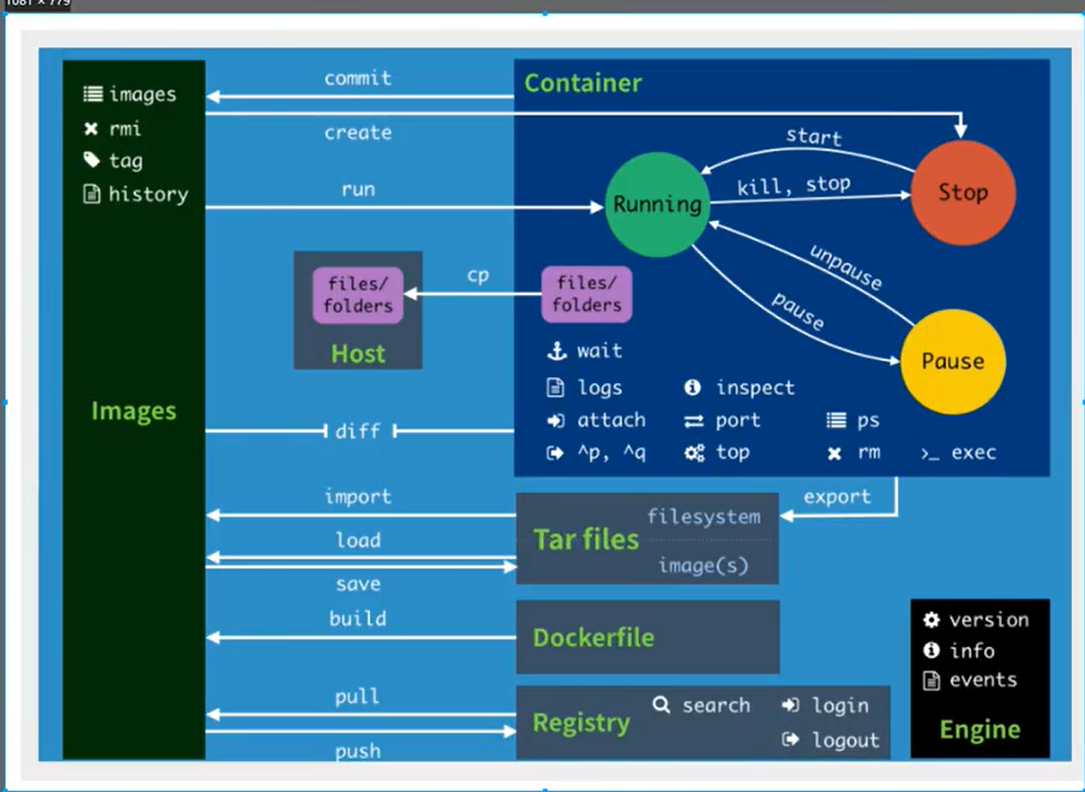 1081 × 779
images
rmi
tag
history
Images
commit
create
run
cp
files/
folders
Host
diff
import
load
save
build
pull
push
Container
Running
start
kill, stop
Stop
unpause
pause
Pause
files/
folders
wait
logs
inspect
attach
port
ps
^p, ^q
top
rm
>_ exec
export
Tar files
filesystem
image(s)
Dockerfile
Registry
search
login
logout
version
info
events
Engine